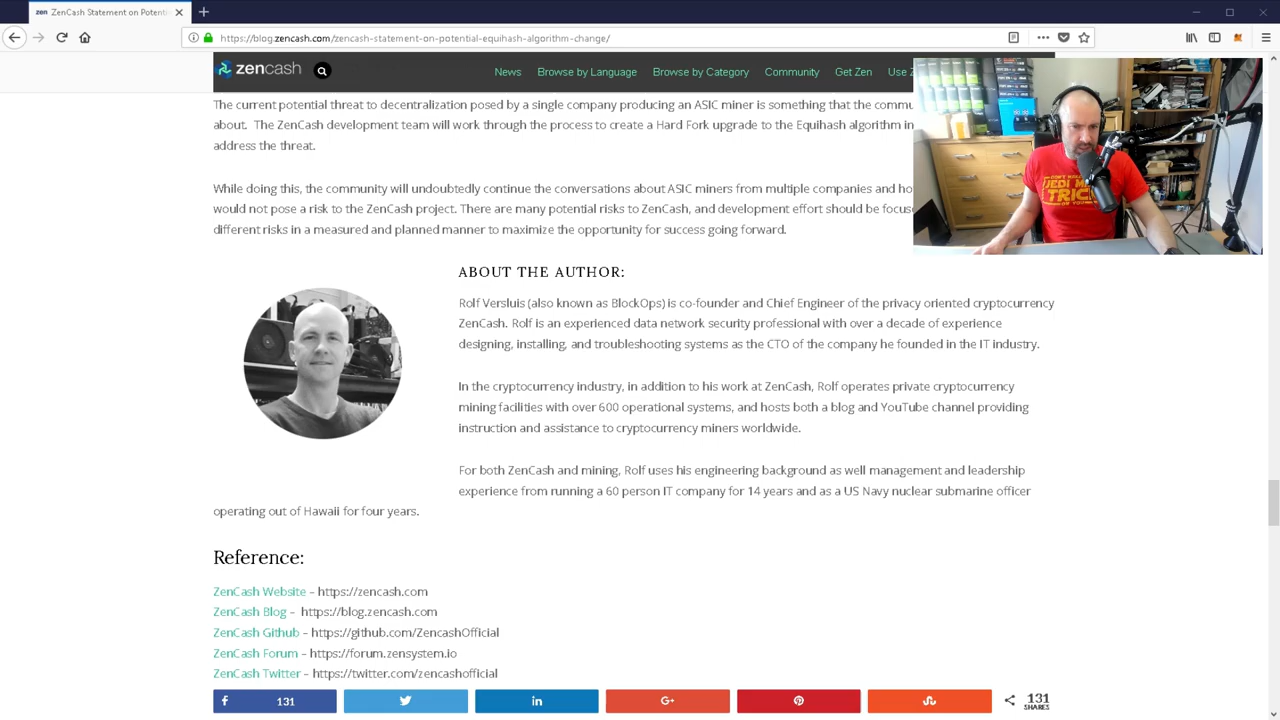 zen ZenCash Statement on Potenti
https://blog.zencash.com/zencash-statement-on-potential-equihash-algorithm-change/
zencash
News Browse by Language Browse by Category Community Get Zen Use
The current potential threat to decentralization posed by a single company producing an ASIC miner is something that the
about. The ZenCash development team will work through the process to create a Hard Fork upgrade to the Equihash algorithm in
address the threat.
While doing this, the community will undoubtedly continue the conversations about ASIC miners from multiple companies and
would not pose a risk to the ZenCash project. There are many potential risks to ZenCash, and development effort should be
different risks in a measured and planned manner to maximize the opportunity for success going forward.
ABOUT THE AUTHOR:
Rolf Versluis (also known as BlockOps) is co-founder and Chief Engineer of the privacy oriented cryptocurrency
ZenCash. Rolf is an experienced data network security professional with over a decade of experience
designing, installing, and troubleshooting systems as the CTO of the company he founded in the IT industry.
In the cryptocurrency industry, in addition to his work at ZenCash, Rolf operates private cryptocurrency
mining facilities with over 600 operational systems, and hosts both a blog and YouTube channel providing
instruction and assistance to cryptocurrency miners worldwide.
For both ZenCash and mining, Rolf uses his engineering background as well management and leadership
experience from running a 60 person IT company for 14 years and as a US Navy nuclear submarine officer
operating out of Hawaii for four years.
Reference:
ZenCash Website – https://zencash.com
ZenCash Blog – https://blog.zencash.com
ZenCash Github – https://github.com/ZencashOfficial
ZenCash Forum – https://forum.zensystem.io
ZenCash Twitter – https://twitter.com/zencashofficial
131
131
SHARES
JEDI
TRIC